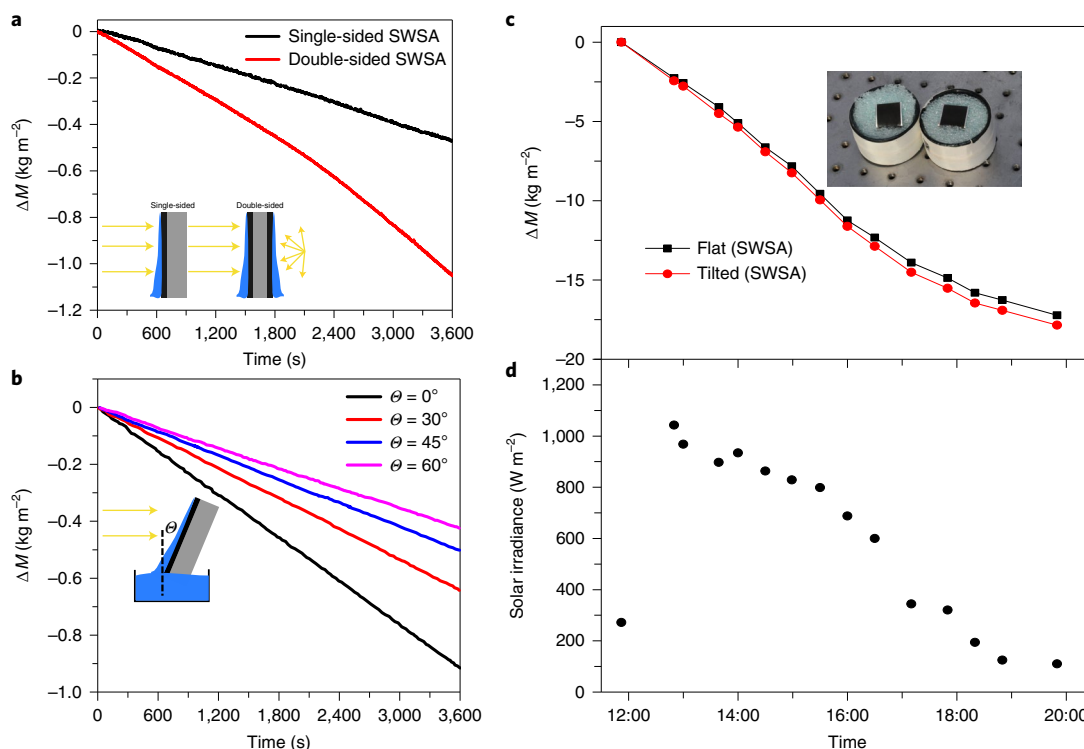 a
0
−0.2
−0.4
−0.6
−0.8
−1.0
−1.2
ΔM (kg m−2)
Single-sided SWSA
Double-sided SWSA
Single-sided
Double-sided
0
600
1,200
1,800
2,400
3,000
3,600
Time (s)
b
0
−0.2
−0.4
−0.6
−0.8
−1.0
ΔM (kg m−2)
Θ = 0°
Θ = 30°
Θ = 45°
Θ = 60°
Θ
0
600
1,200
1,800
2,400
3,000
3,600
Time (s)
c
0
−5
−10
−15
−20
ΔM (kg m−2)
Flat (SWSA)
Tilted (SWSA)
d
1,200
1,000
800
600
400
200
0
Solar irradiance (W m−2)
12:00
14:00
16:00
18:00
20:00
Time